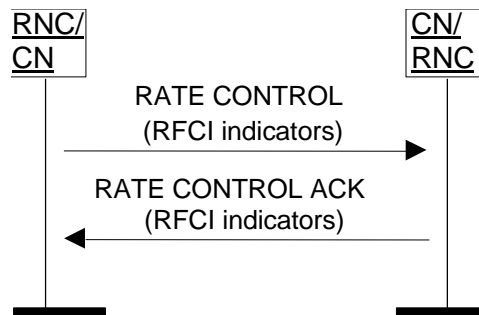 RNC/
CN
CN/
RNC
RATE CONTROL
(RFCI indicators)
RATE CONTROL ACK
(RFCI indicators)